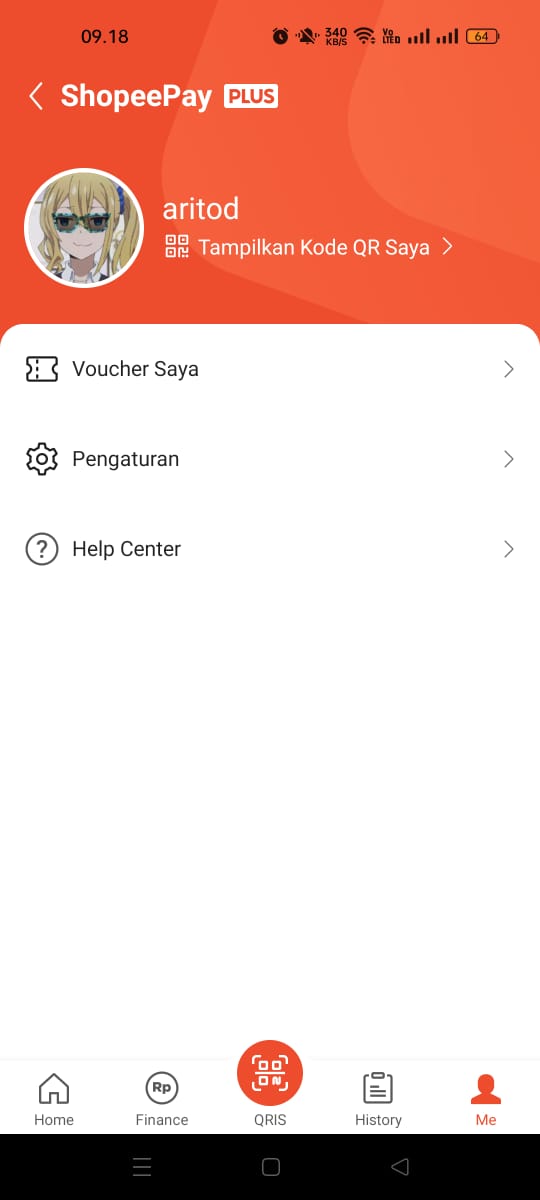 09.18
340
KB/S
VO
LTED
64
ShopeePay PLUS
aritod
Tampilkan Kode QR Saya
Voucher Saya
Pengaturan
Help Center
Rp
Home
Finance
QRIS
History
Me